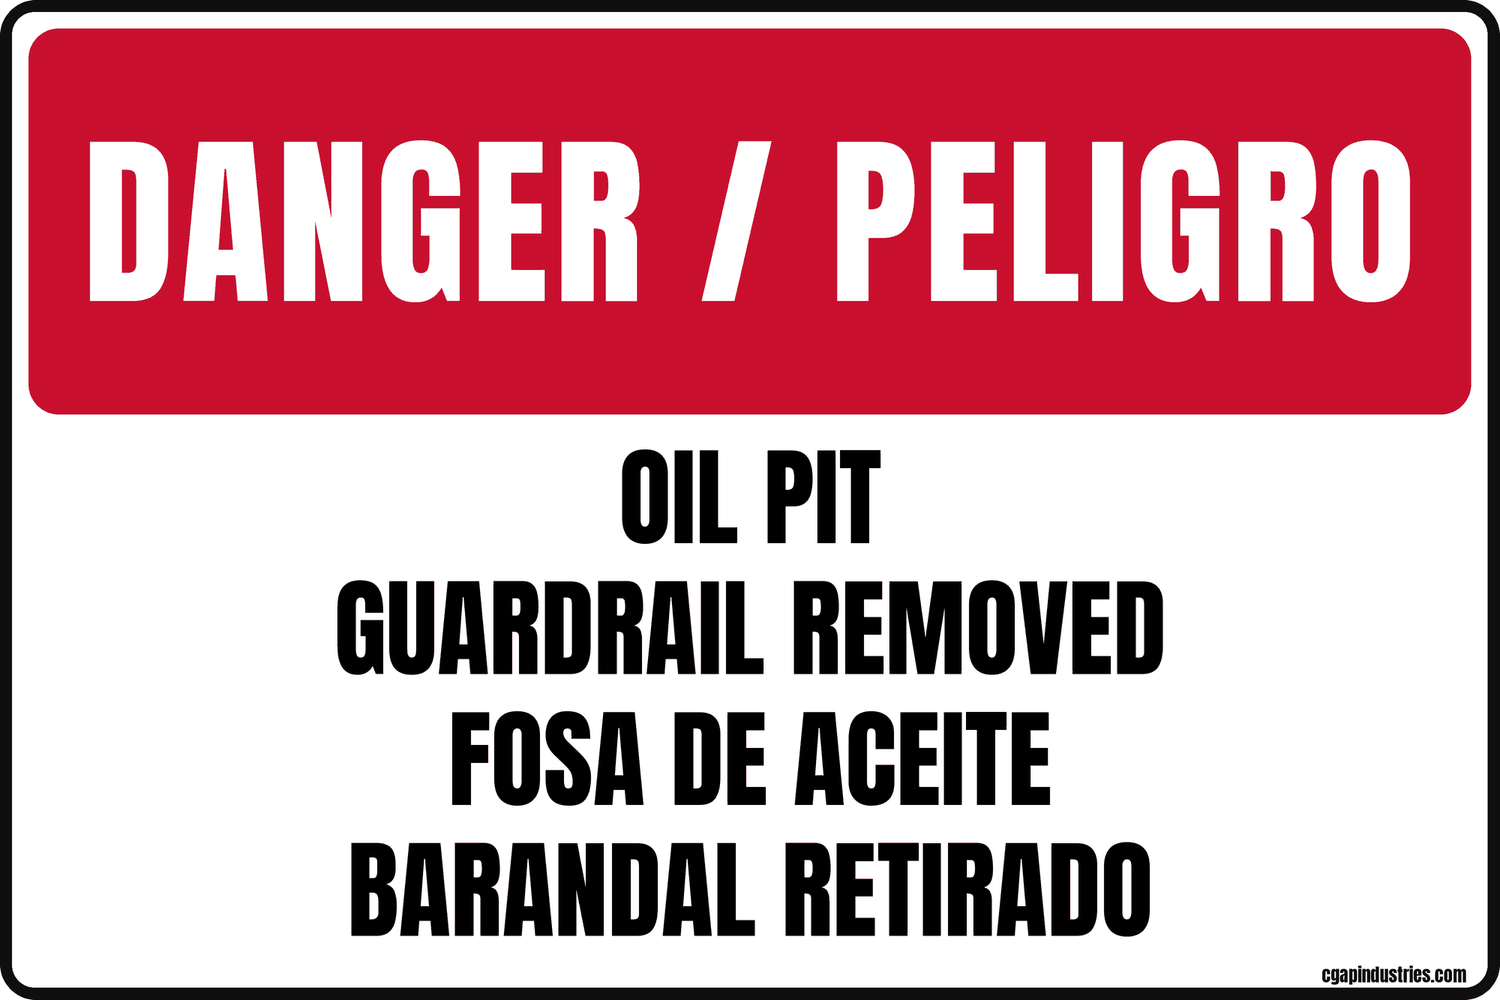 DANGER / PELIGRO
OIL PIT
GUARDRAIL REMOVED
FOSA DE ACEITE
BARANDAL RETIRADO
cgapindustries.com